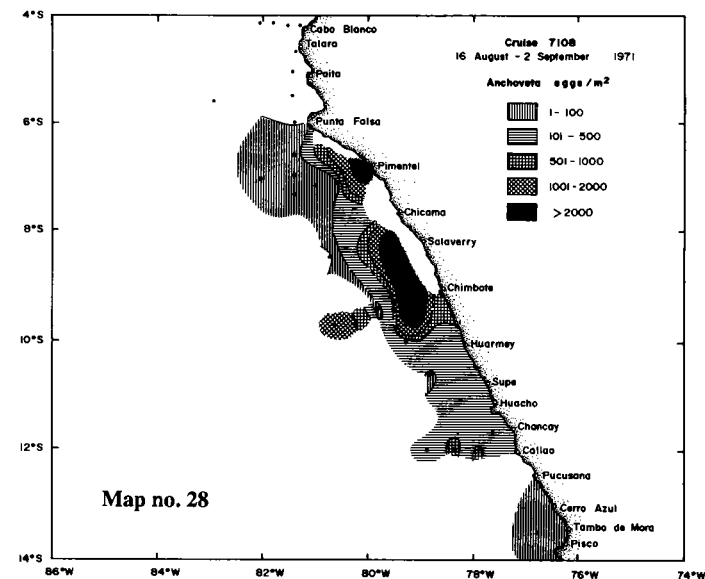 4°S
Cabo Blanco
Talara
Cruise 7108
16 August - 2 September 1971
Paita
Anchoveta eggs/m²
1 - 100
6°S
Punta Falsa
101 - 500
501 - 1000
Pimentel
1001 - 2000
>2000
Chicama
8°S
Salaverry
Chimbote
10°S
Huarmey
Supe
Huacho
Chancay
12°S
Callao
Pucusana
Map no. 28
Cerro Azul
Tambo de Mora
Pisco
14°S
86°W 84°W 82°W 80°W 78°W 76°W 74°W